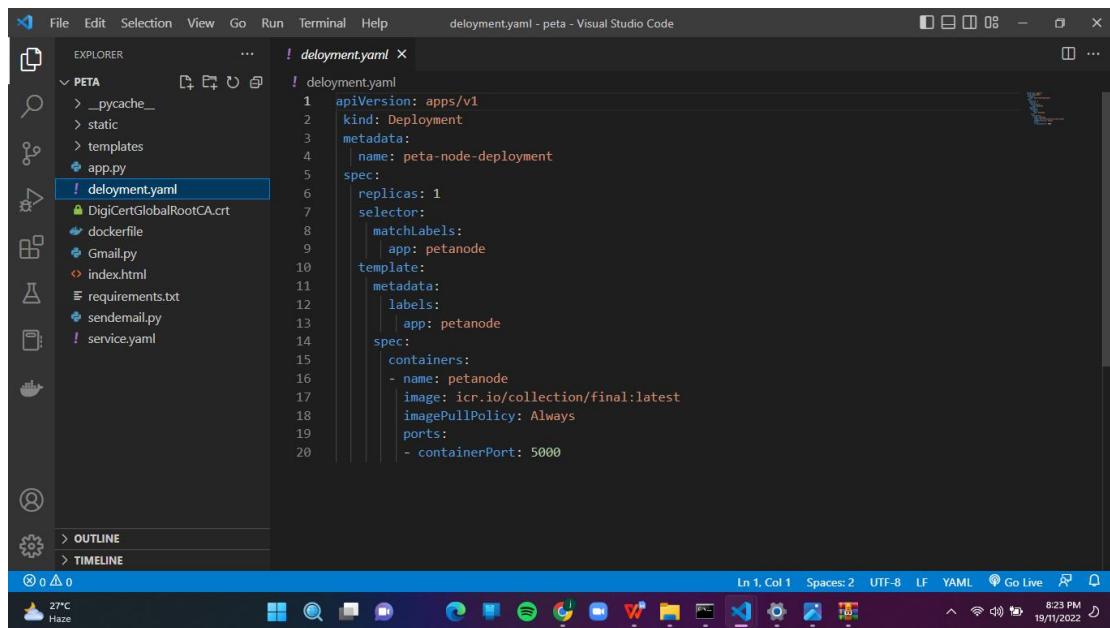 File Edit Selection View Go Run Terminal Help deloyment.yaml - peta - Visual Studio Code
EXPLORER
PETA
__pycache__
static
templates
app.py
deloyment.yaml
DigiCertGlobalRootCA.crt
dockerfile
Gmail.py
index.html
requirements.txt
sendemail.py
service.yaml
OUTLINE
TIMELINE
! deloyment.yaml
! deloyment.yaml
1 apiVersion: apps/v1
2 kind: Deployment
3 metadata:
4 name: peta-node-deployment
5 spec:
6 replicas: 1
7 selector:
8 matchLabels:
9 app: petanode
10 template:
11 metadata:
12 labels:
13 app: petanode
14 spec:
15 containers:
16 - name: petanode
17 image: icr.io/collection/final:latest
18 imagePullPolicy: Always
19 ports:
20 - containerPort: 5000
0 0 Ln 1, Col 1 Spaces: 2 UTF-8 LF YAML Go Live
27°C
Haze
8:23 PM
19/11/2022